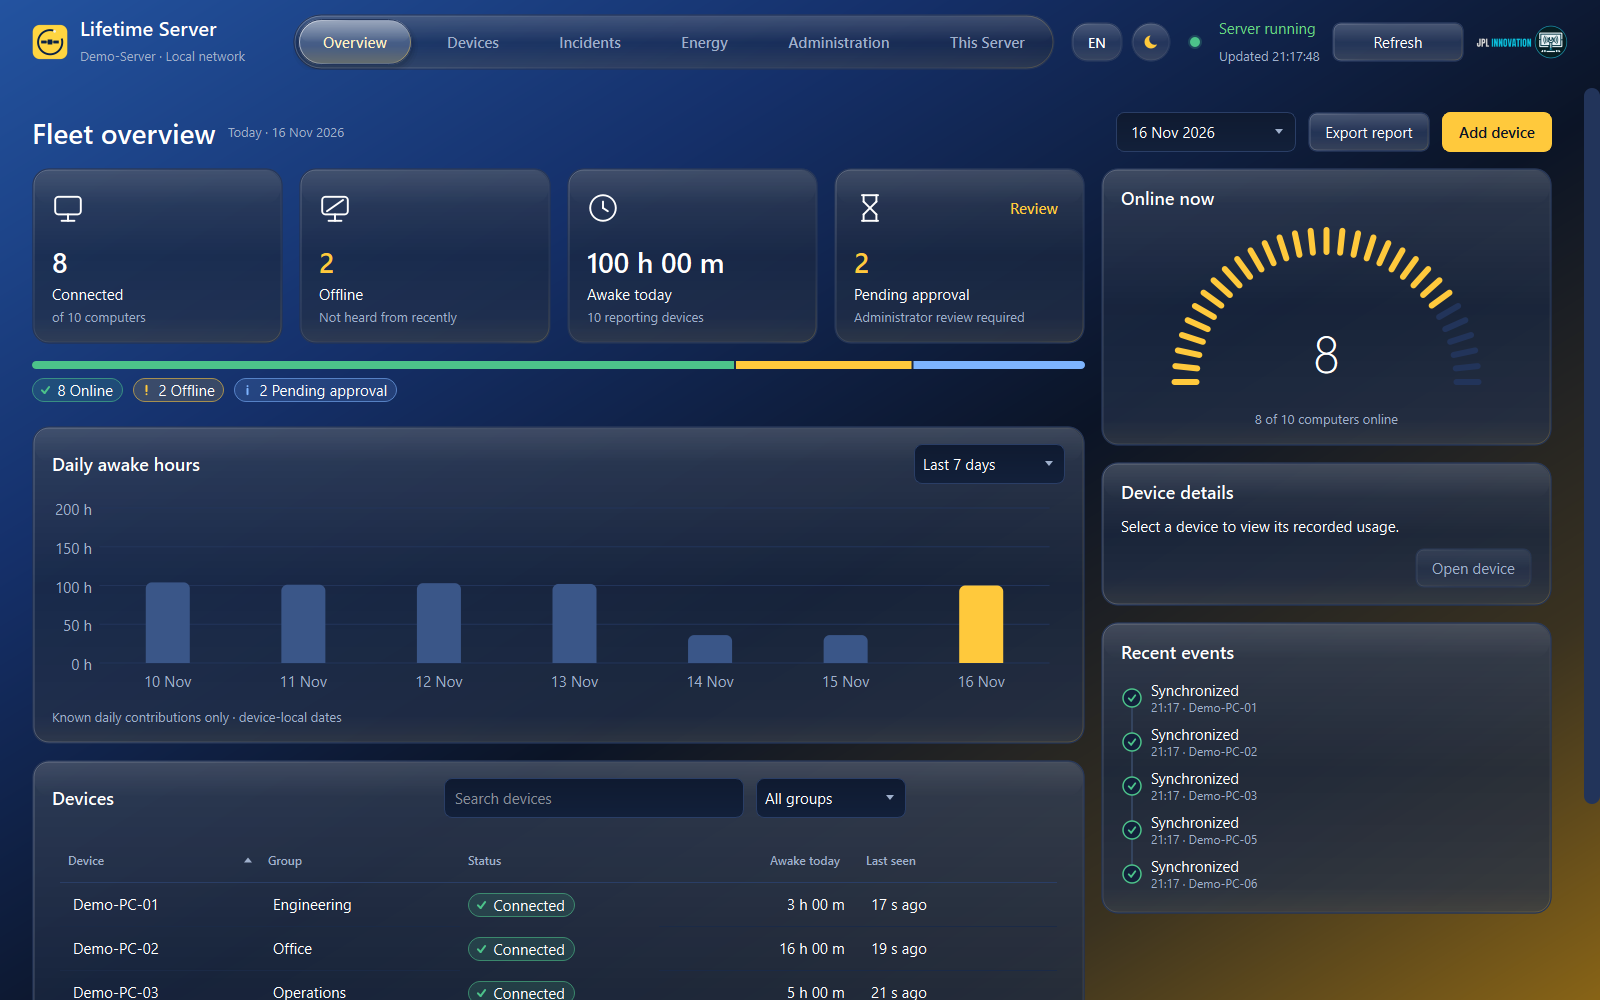 Lifetime Server
Demo-Server · Local network
Overview
Devices
Incidents
Energy
Administration
This Server
EN
Server running
Updated 21:17:48
Refresh
JPL INNOVATION
Fleet overview
Today · 16 Nov 2026
16 Nov 2026
Export report
Add device
8
Connected
of 10 computers
2
Offline
Not heard from recently
100 h 00 m
Awake today
10 reporting devices
Review
2
Pending approval
Administrator review required
8 Online
! 2 Offline
i 2 Pending approval
Online now
8
8 of 10 computers online
Daily awake hours
Last 7 days
200 h
150 h
100 h
50 h
0 h
10 Nov
11 Nov
12 Nov
13 Nov
14 Nov
15 Nov
16 Nov
Known daily contributions only · device-local dates
Device details
Select a device to view its recorded usage.
Open device
Recent events
Synchronized
21:17 · Demo-PC-01
Synchronized
21:17 · Demo-PC-02
Synchronized
21:17 · Demo-PC-03
Synchronized
21:17 · Demo-PC-05
Synchronized
21:17 · Demo-PC-06
Devices
Search devices
All groups
Device Group Status Awake today Last seen
Demo-PC-01 Engineering Connected 3 h 00 m 17 s ago
Demo-PC-02 Office Connected 16 h 00 m 19 s ago
Demo-PC-03 Operations Connected 5 h 00 m 21 s ago